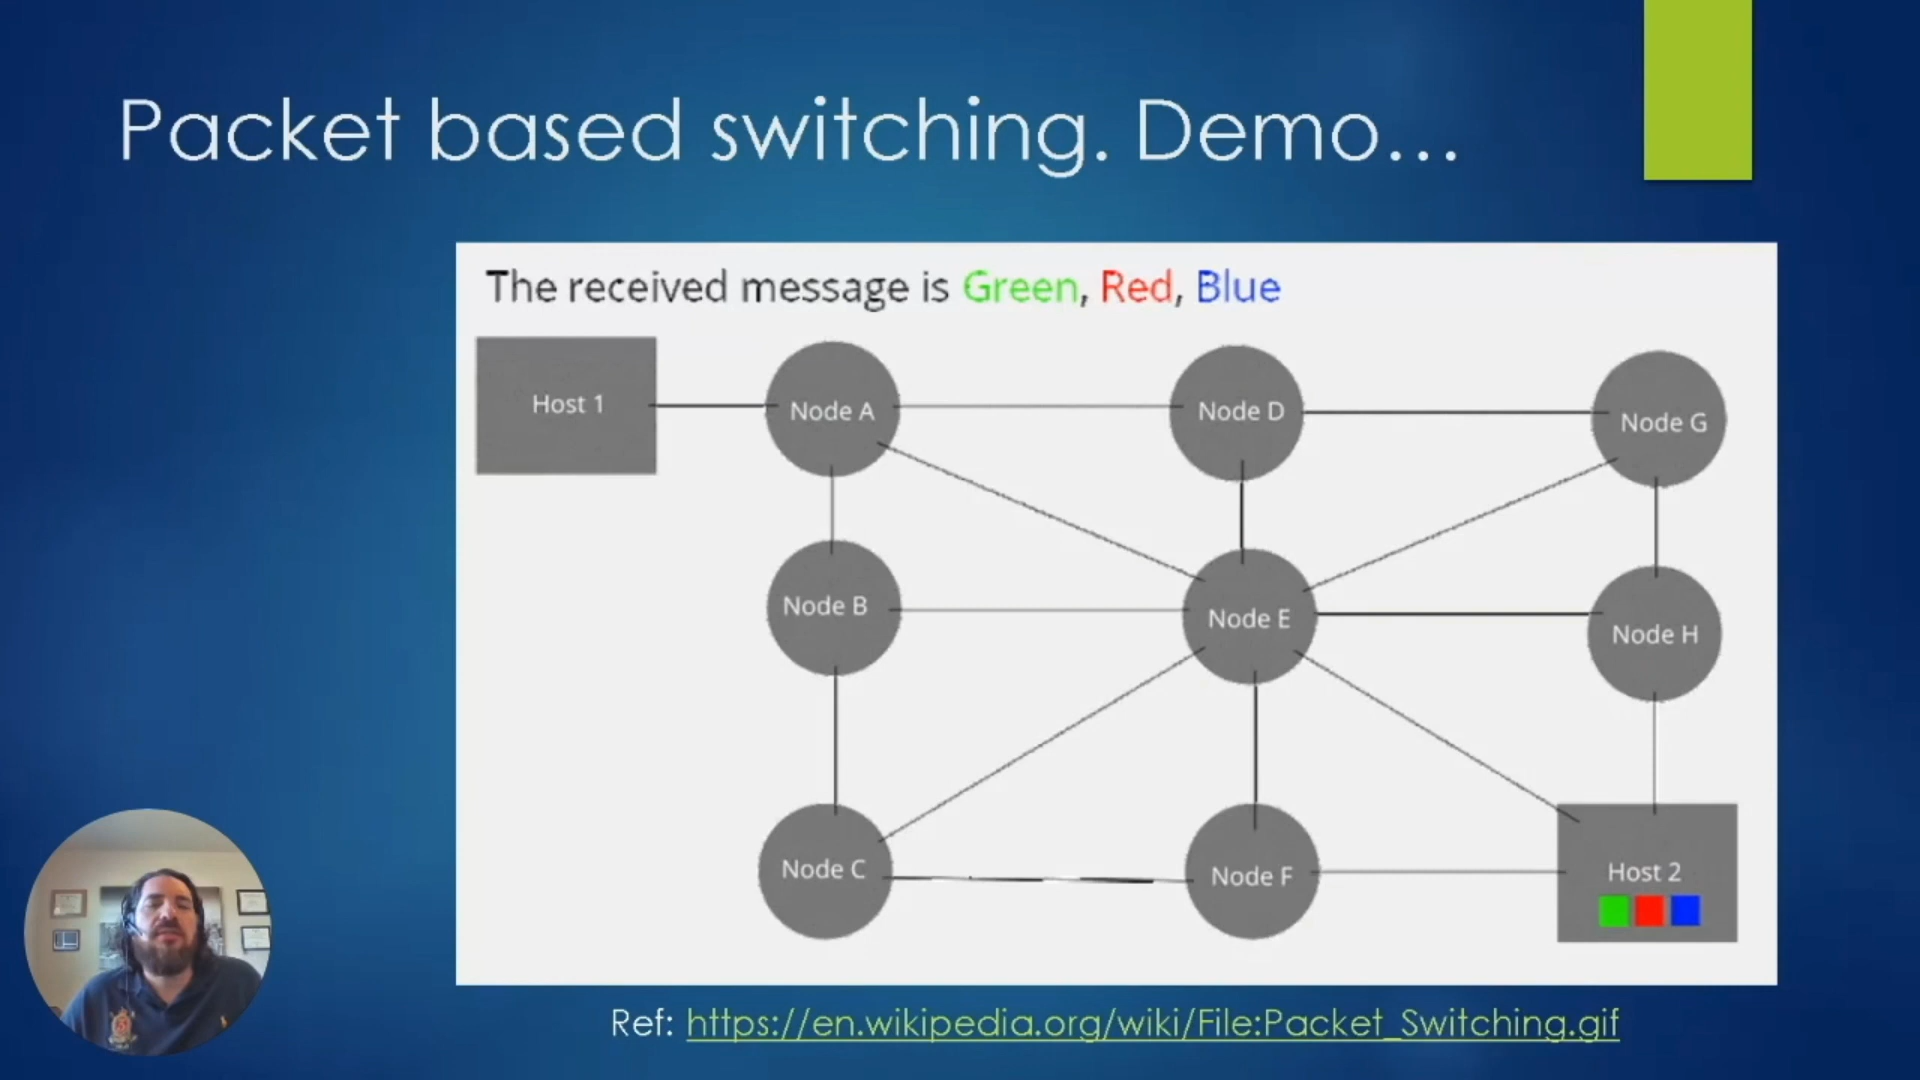 Packet based switching. Demo...
The received message is Green, Red, Blue
Host 1
Node A
Node D
Node G
Node B
Node E
Node H
Node C
Node F
Host 2
Ref: https://en.wikipedia.org/wiki/File:Packet_Switching.gif